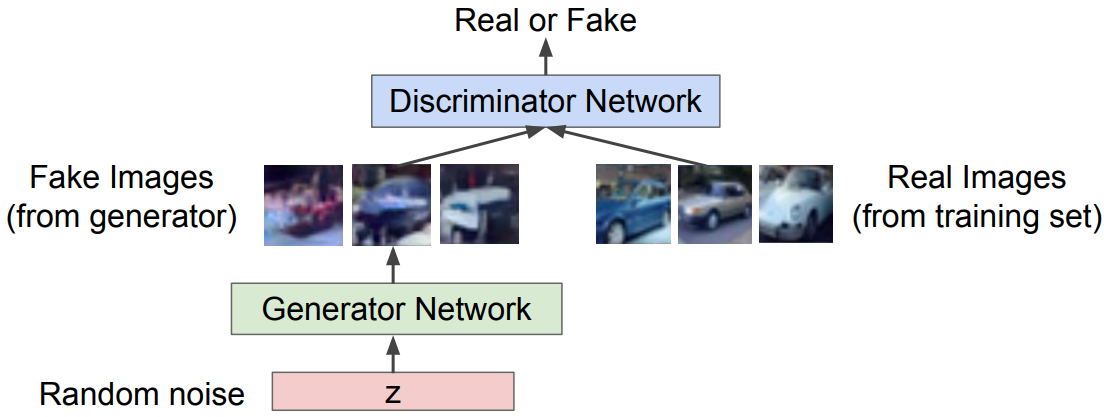 Real or Fake
Discriminator Network
Fake Images
(from generator)
Real Images
(from training set)
Generator Network
Random noise
z